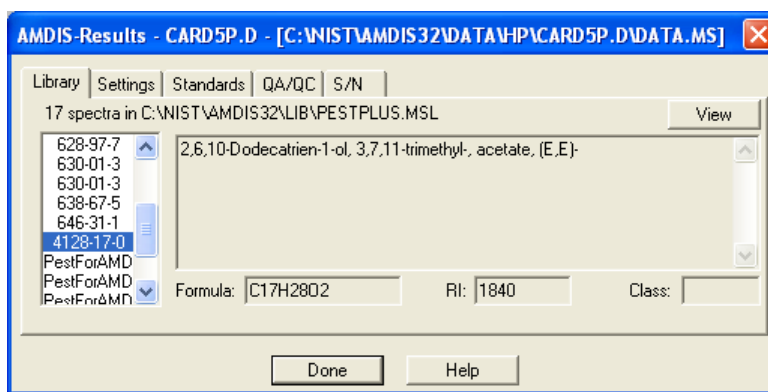 AMDIS-Results - CARD5P.D - [C:\NIST\AMDIS32\DATA\HP\CARD5P.D\DATA.MS]
Library Settings Standards QA/QC S/N
17 spectra in C:\NIST\AMDIS32\LIB\PESTPLUS.MSL View
628-97-7
630-01-3
630-01-3
638-67-5
646-31-1
4128-17-0
PestForAMD
PestForAMD
PestForAMD
2,6,10-Dodecatrien-1-ol, 3,7,11-trimethyl-, acetate, (E,E)-
Formula: C17H28O2 RI: 1840 Class:
Done Help